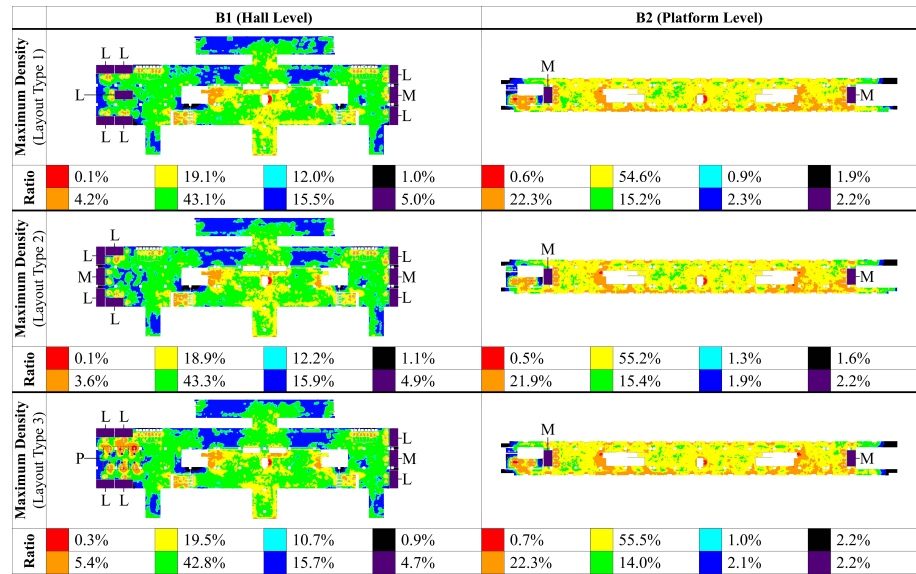 B1 (Hall Level) B2 (Platform Level)
Maximum Density
(Layout Type 1)
L L
L
L L
L
M
L
M
M
Ratio
0.1% 19.1% 12.0% 1.0% 0.6% 54.6% 0.9% 1.9%
4.2% 43.1% 15.5% 5.0% 22.3% 15.2% 2.3% 2.2%
Maximum Density
(Layout Type 2)
L
L
M
L
L
L
M
L
M
M
Ratio
0.1% 18.9% 12.2% 1.1% 0.5% 55.2% 1.3% 1.6%
3.6% 43.3% 15.9% 4.9% 21.9% 15.4% 1.9% 2.2%
Maximum Density
(Layout Type 3)
L L
P
L L
L
M
L
M
M
Ratio
0.3% 19.5% 10.7% 0.9% 0.7% 55.5% 1.0% 2.2%
5.4% 42.8% 15.7% 4.7% 22.3% 14.0% 2.1% 2.2%